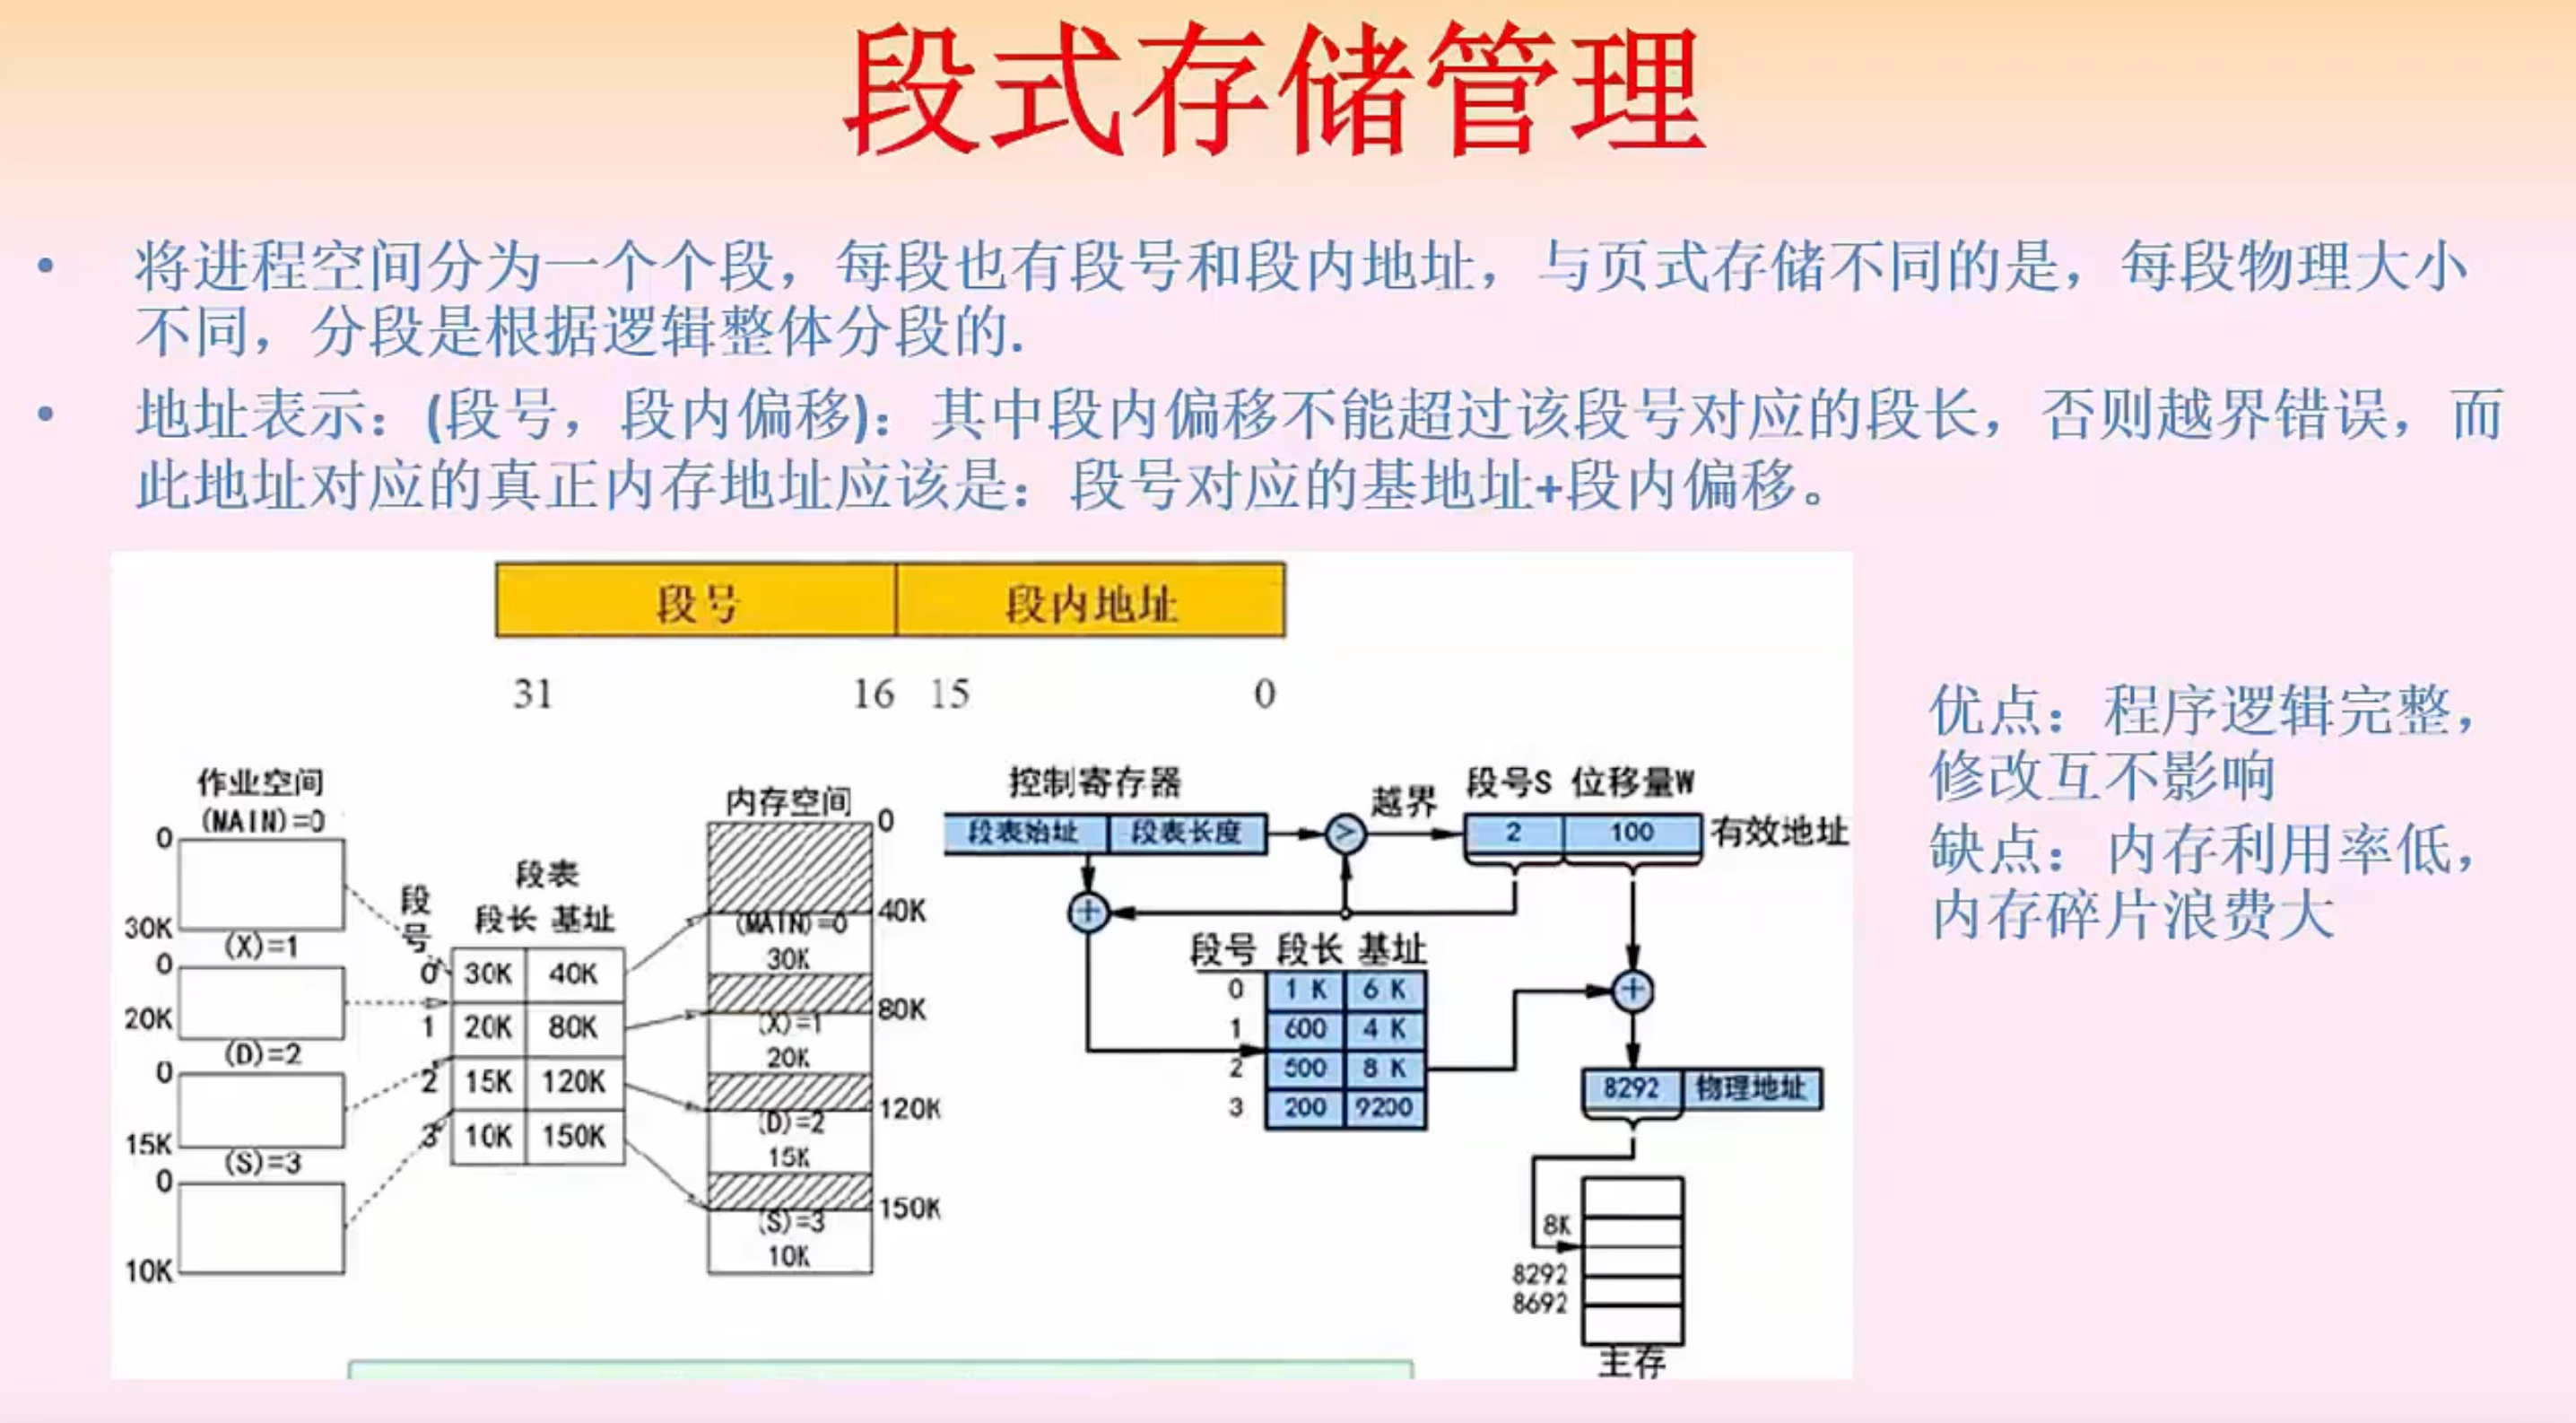 段式存储管理
• 将进程空间分为一个个段，每段也有段号和段内地址，与页式存储不同的是，每段物理大小
不同，分段是根据逻辑整体分段的.
• 地址表示：(段号，段内偏移)：其中段内偏移不能超过该段号对应的段长，否则越界错误，而
此地址对应的真正内存地址应该是：段号对应的基地址+段内偏移。
段号 段内地址
31 16 15 0
作业空间
(MAIN)=0
0
30K
(X)=1
0
20K
(D)=2
0
15K
(S)=3
0
10K
段号
段表
段长 基址
0 30K 40K
1 20K 80K
2 15K 120K
3 10K 150K
内存空间
0
40K
(MAIN)=0
30K
80K
(X)=1
20K
120K
(D)=2
15K
150K
(S)=3
10K
控制寄存器
段表始址 段表长度
>
越界
段号S 位移量W
2 100 有效地址
+
段号 段长 基址
0 1 K 6 K
1 600 4 K
2 500 8 K
3 200 9200
+
8292 物理地址
8K
8292
8692
主存
优点：程序逻辑完整，
修改互不影响
缺点：内存利用率低，
内存碎片浪费大